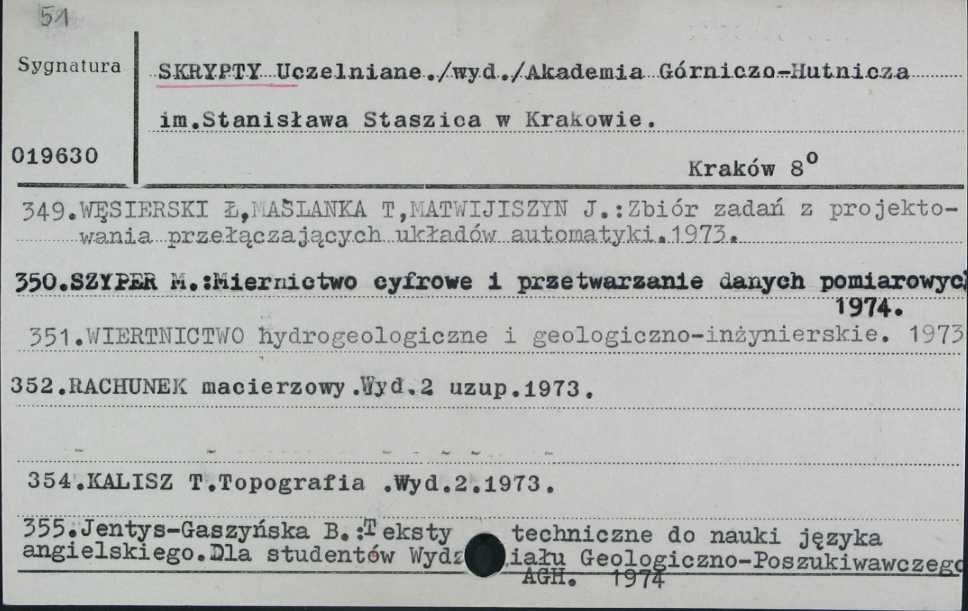 51
Sygnatura
SKRYPTY Uczelniane./wyd./Akademia Górniczo-Hutnicza
im.Stanisława Staszica w Krakowie.
019630
Kraków 8°
349.WĘSIERSKI Ł,MAŚLANKA T,MATWIJISZYN J.:Zbiór zadań z projekto-
wania przełączających układów automatyki.1973.
350.SZYPER M.:Miernictwo cyfrowe i przetwarzanie danych pomiarowych
1974.
351.WIERTNICTWO hydrogeologiczne i geologiczno-inżynierskie. 1973
352.RACHUNEK macierzowy.Wyd.2 uzup.1973.
354.KALISZ T.Topografia .Wyd.2.1973.
355.Jentys-Gaszyńska B.:Teksty techniczne do nauki języka
angielskiego.Dla studentów Wydziału Geologiczno-Poszukiwawczego
AGH. 1974